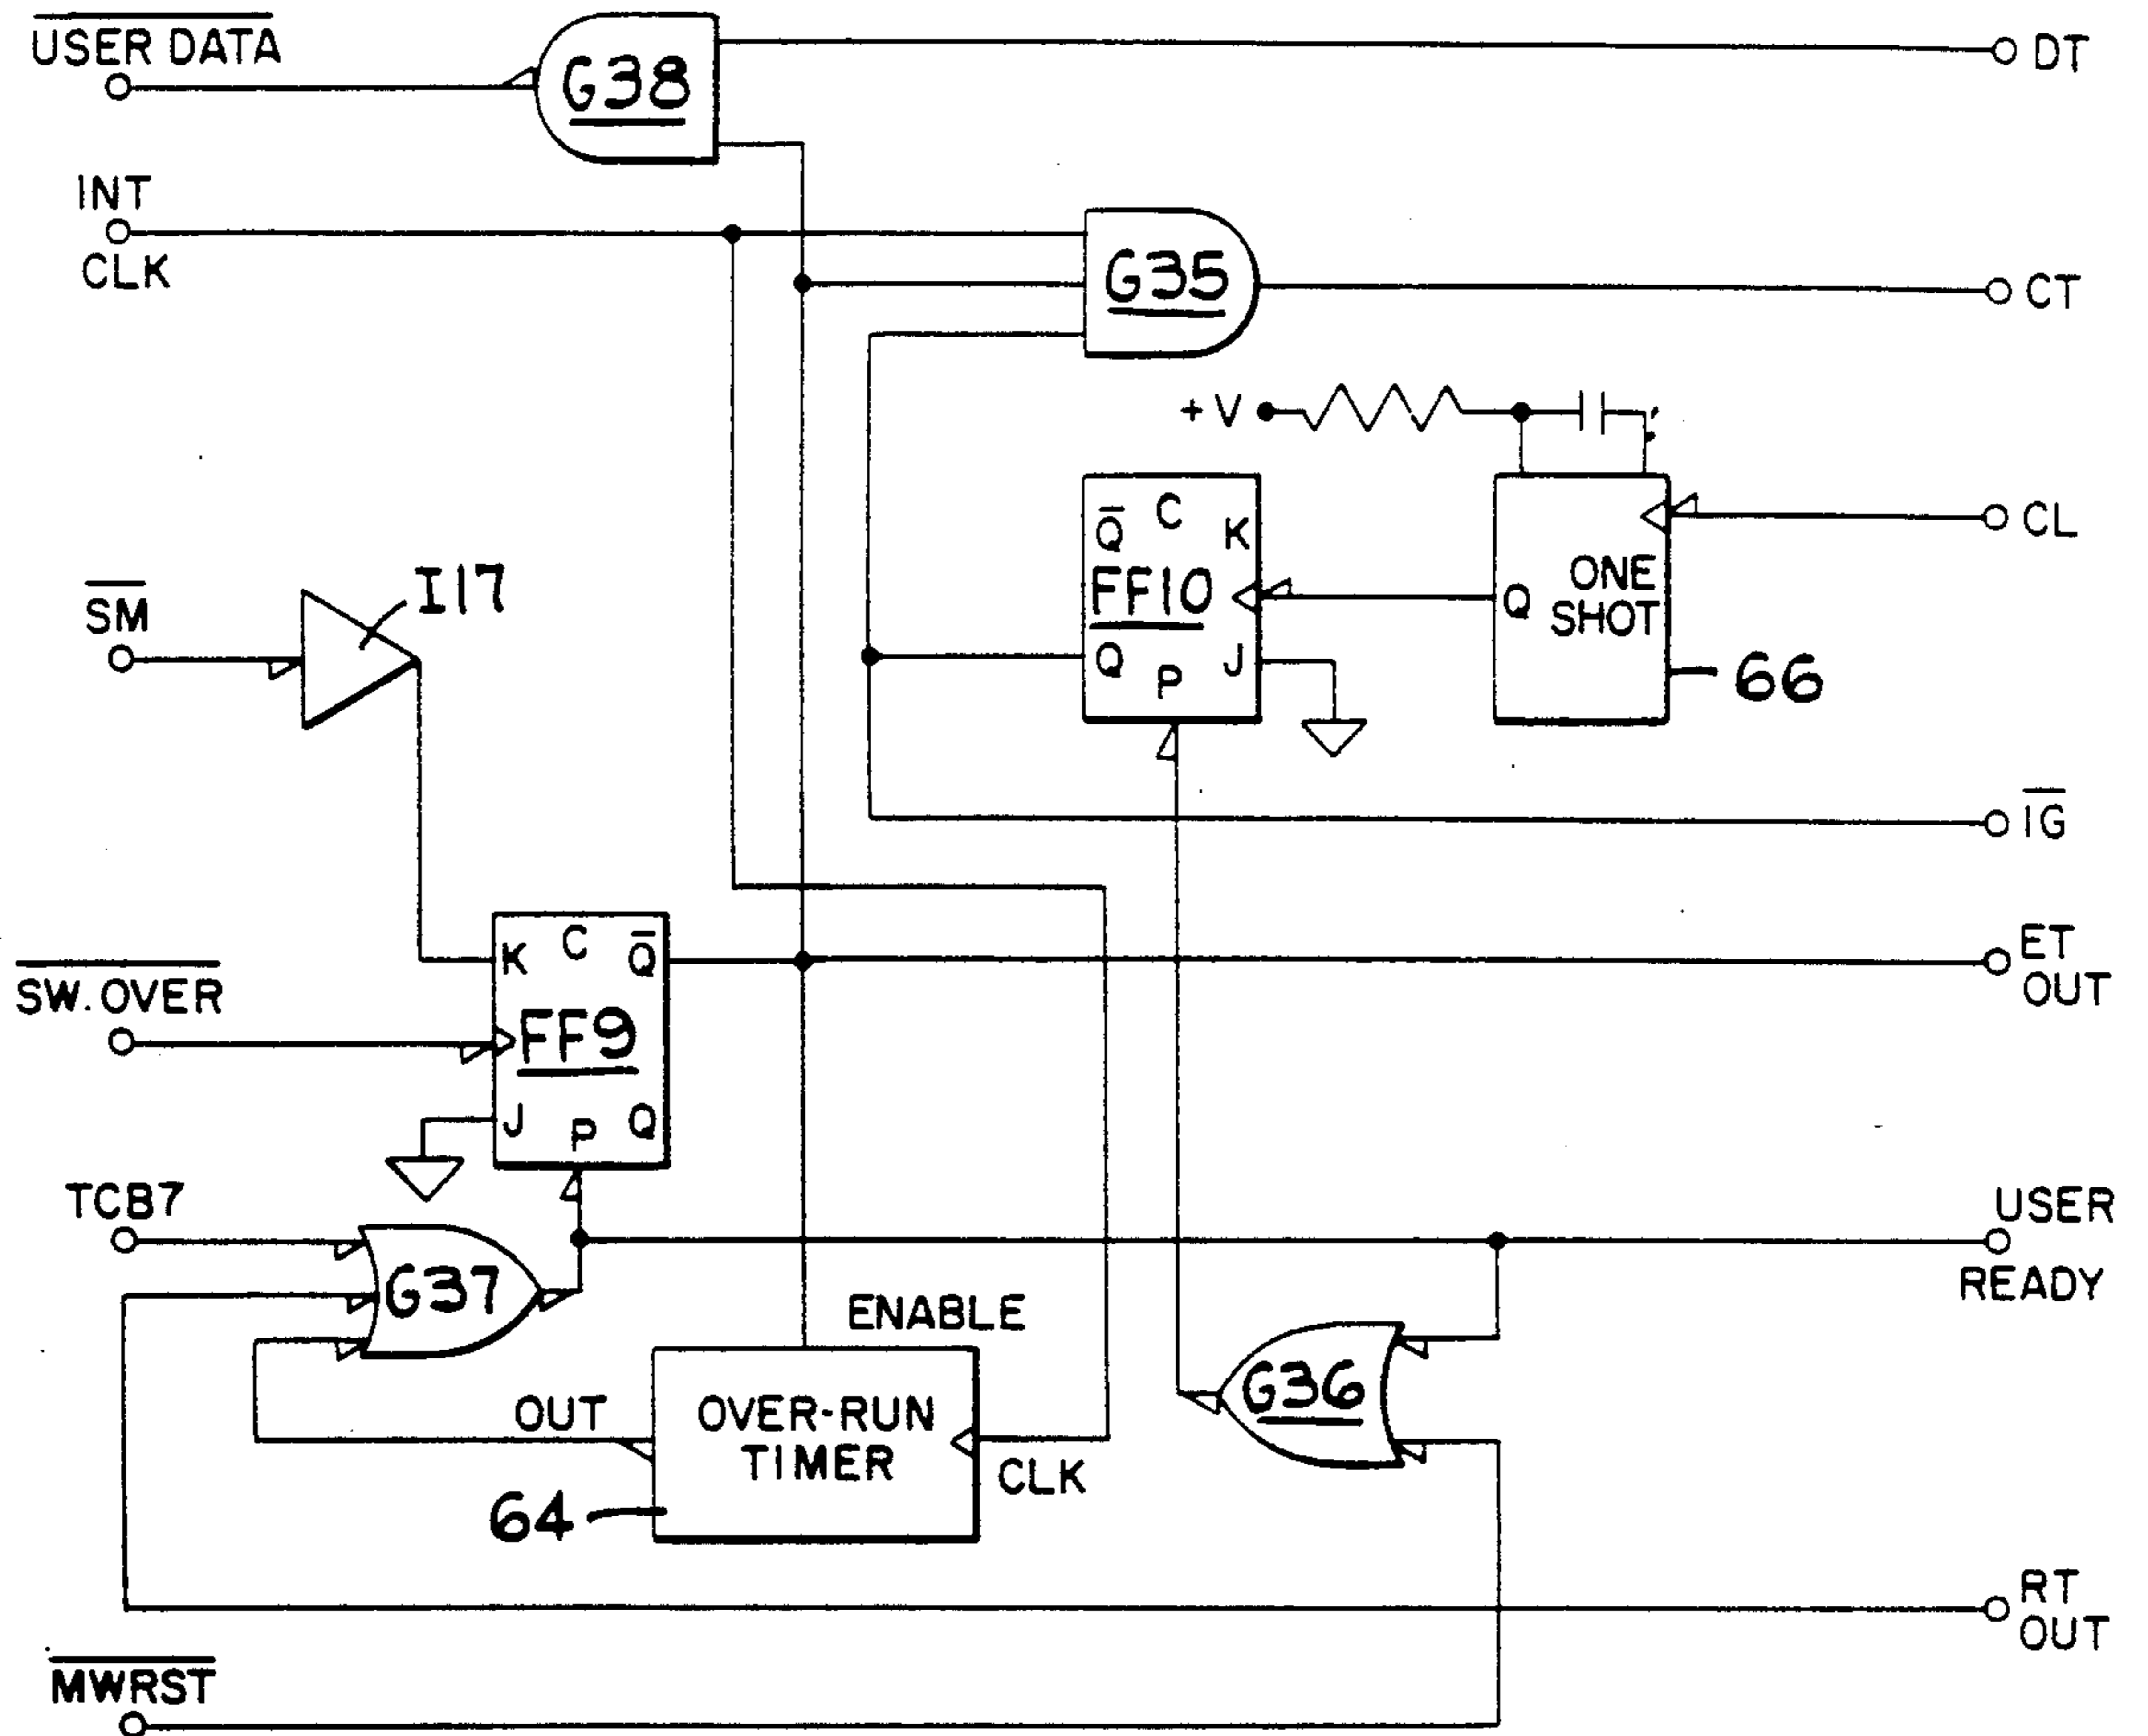 USER DATA
G38
DT
INT
CLK
G35
CT
+V
C
Q
K
FF10
Q
P
J
ONE
SHOT
Q
66
CL
SM
I17
IG
K
C
Q
FF9
J
P
Q
SW. OVER
ET
OUT
TCB7
G37
USER
READY
ENABLE
OUT
OVER-RUN
TIMER
CLK
64
G36
RT
OUT
MWRST